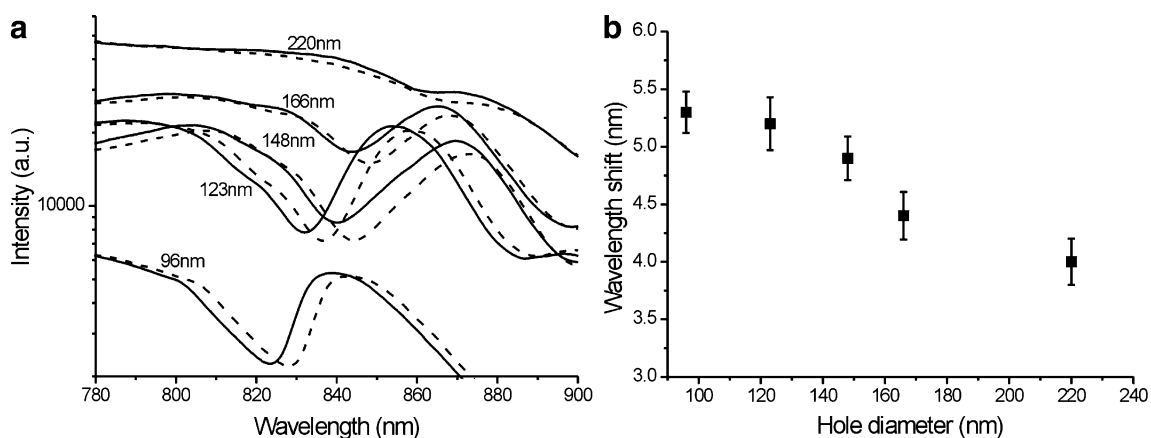 a
Intensity (a.u.)
10000
220nm
166nm
148nm
123nm
96nm
780 800 820 840 860 880 900
Wavelength (nm)
b
Wavelength shift (nm)
6.0
5.5
5.0
4.5
4.0
3.5
3.0
100 120 140 160 180 200 220 240
Hole diameter (nm)